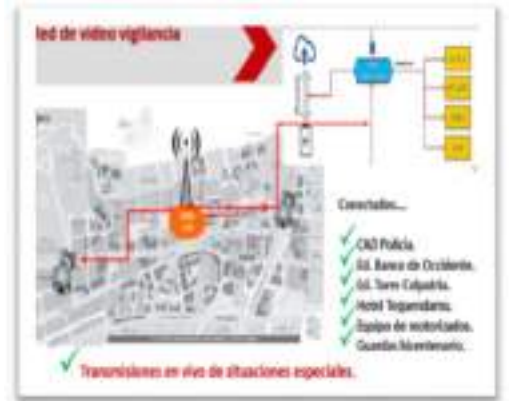 Red de video vigilancia
Conectados...
CAD Policía.
Ed. Banco de Occidente.
Ed. Torre Colpatria.
Hotel Tequendama.
Equipo de motorizados.
Guardas bicentenario.
Transmisiones en vivo de situaciones especiales.